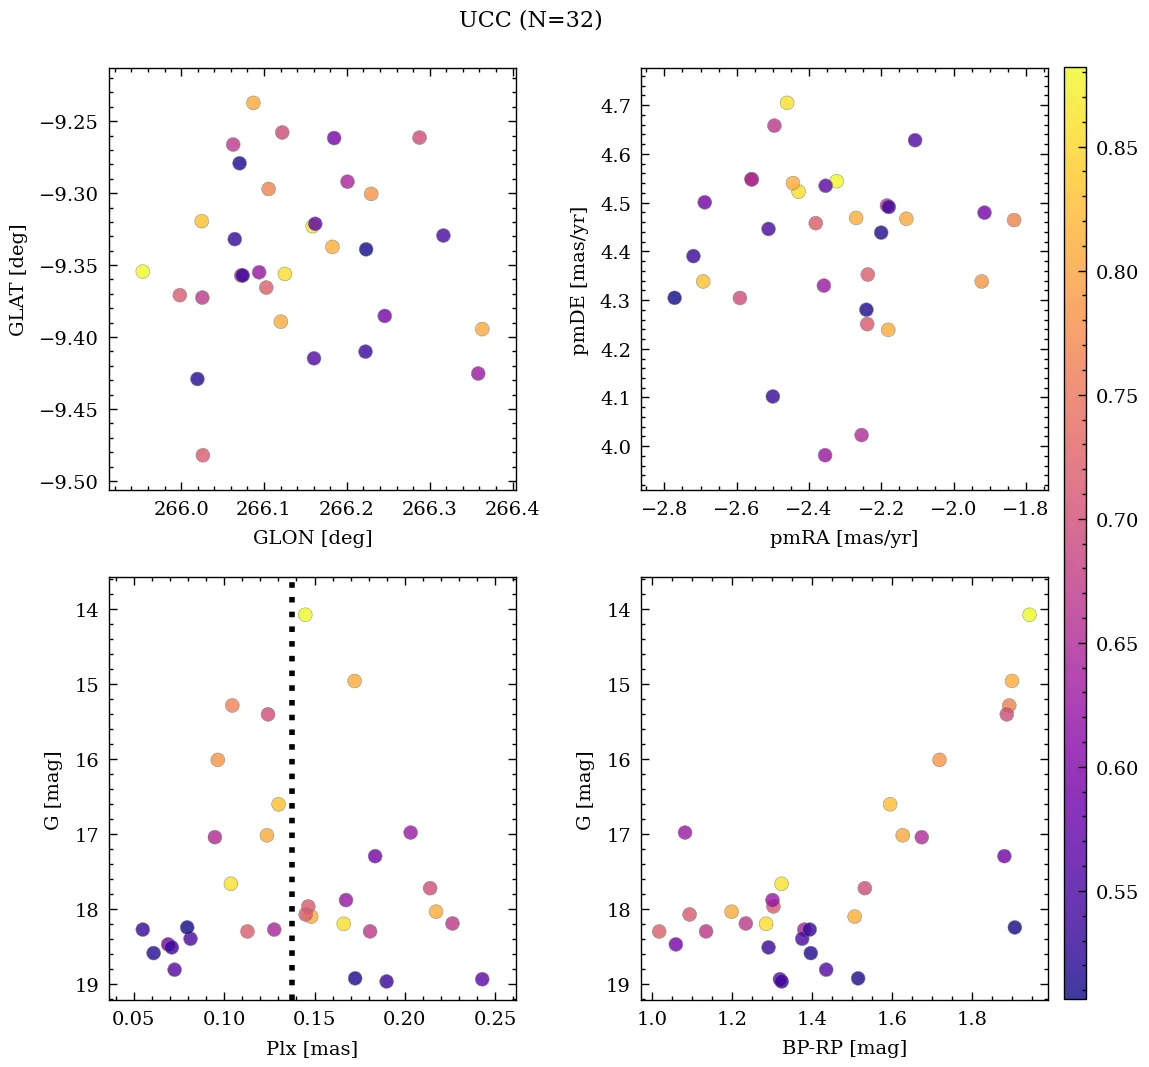 UCC (N=32)
−9.25
−9.30
−9.35
−9.40
−9.45
−9.50
GLAT [deg]
266.0 266.1 266.2 266.3 266.4
GLON [deg]
4.7
4.6
4.5
4.4
4.3
4.2
4.1
4.0
pmDE [mas/yr]
−2.8 −2.6 −2.4 −2.2 −2.0 −1.8
pmRA [mas/yr]
0.85
0.80
0.75
0.70
0.65
0.60
0.55
14
15
16
17
18
19
G [mag]
0.05 0.10 0.15 0.20 0.25
Plx [mas]
14
15
16
17
18
19
G [mag]
1.0 1.2 1.4 1.6 1.8
BP-RP [mag]